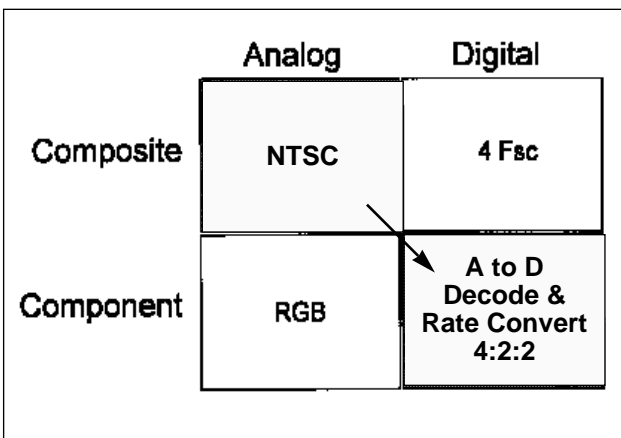 Analog Digital
Composite NTSC 4 Fsc
Component RGB
A to D
Decode &
Rate Convert
4:2:2